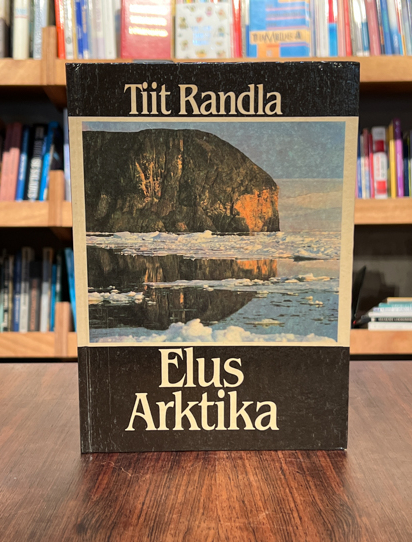 Tiit Randla
Elus
Arktika